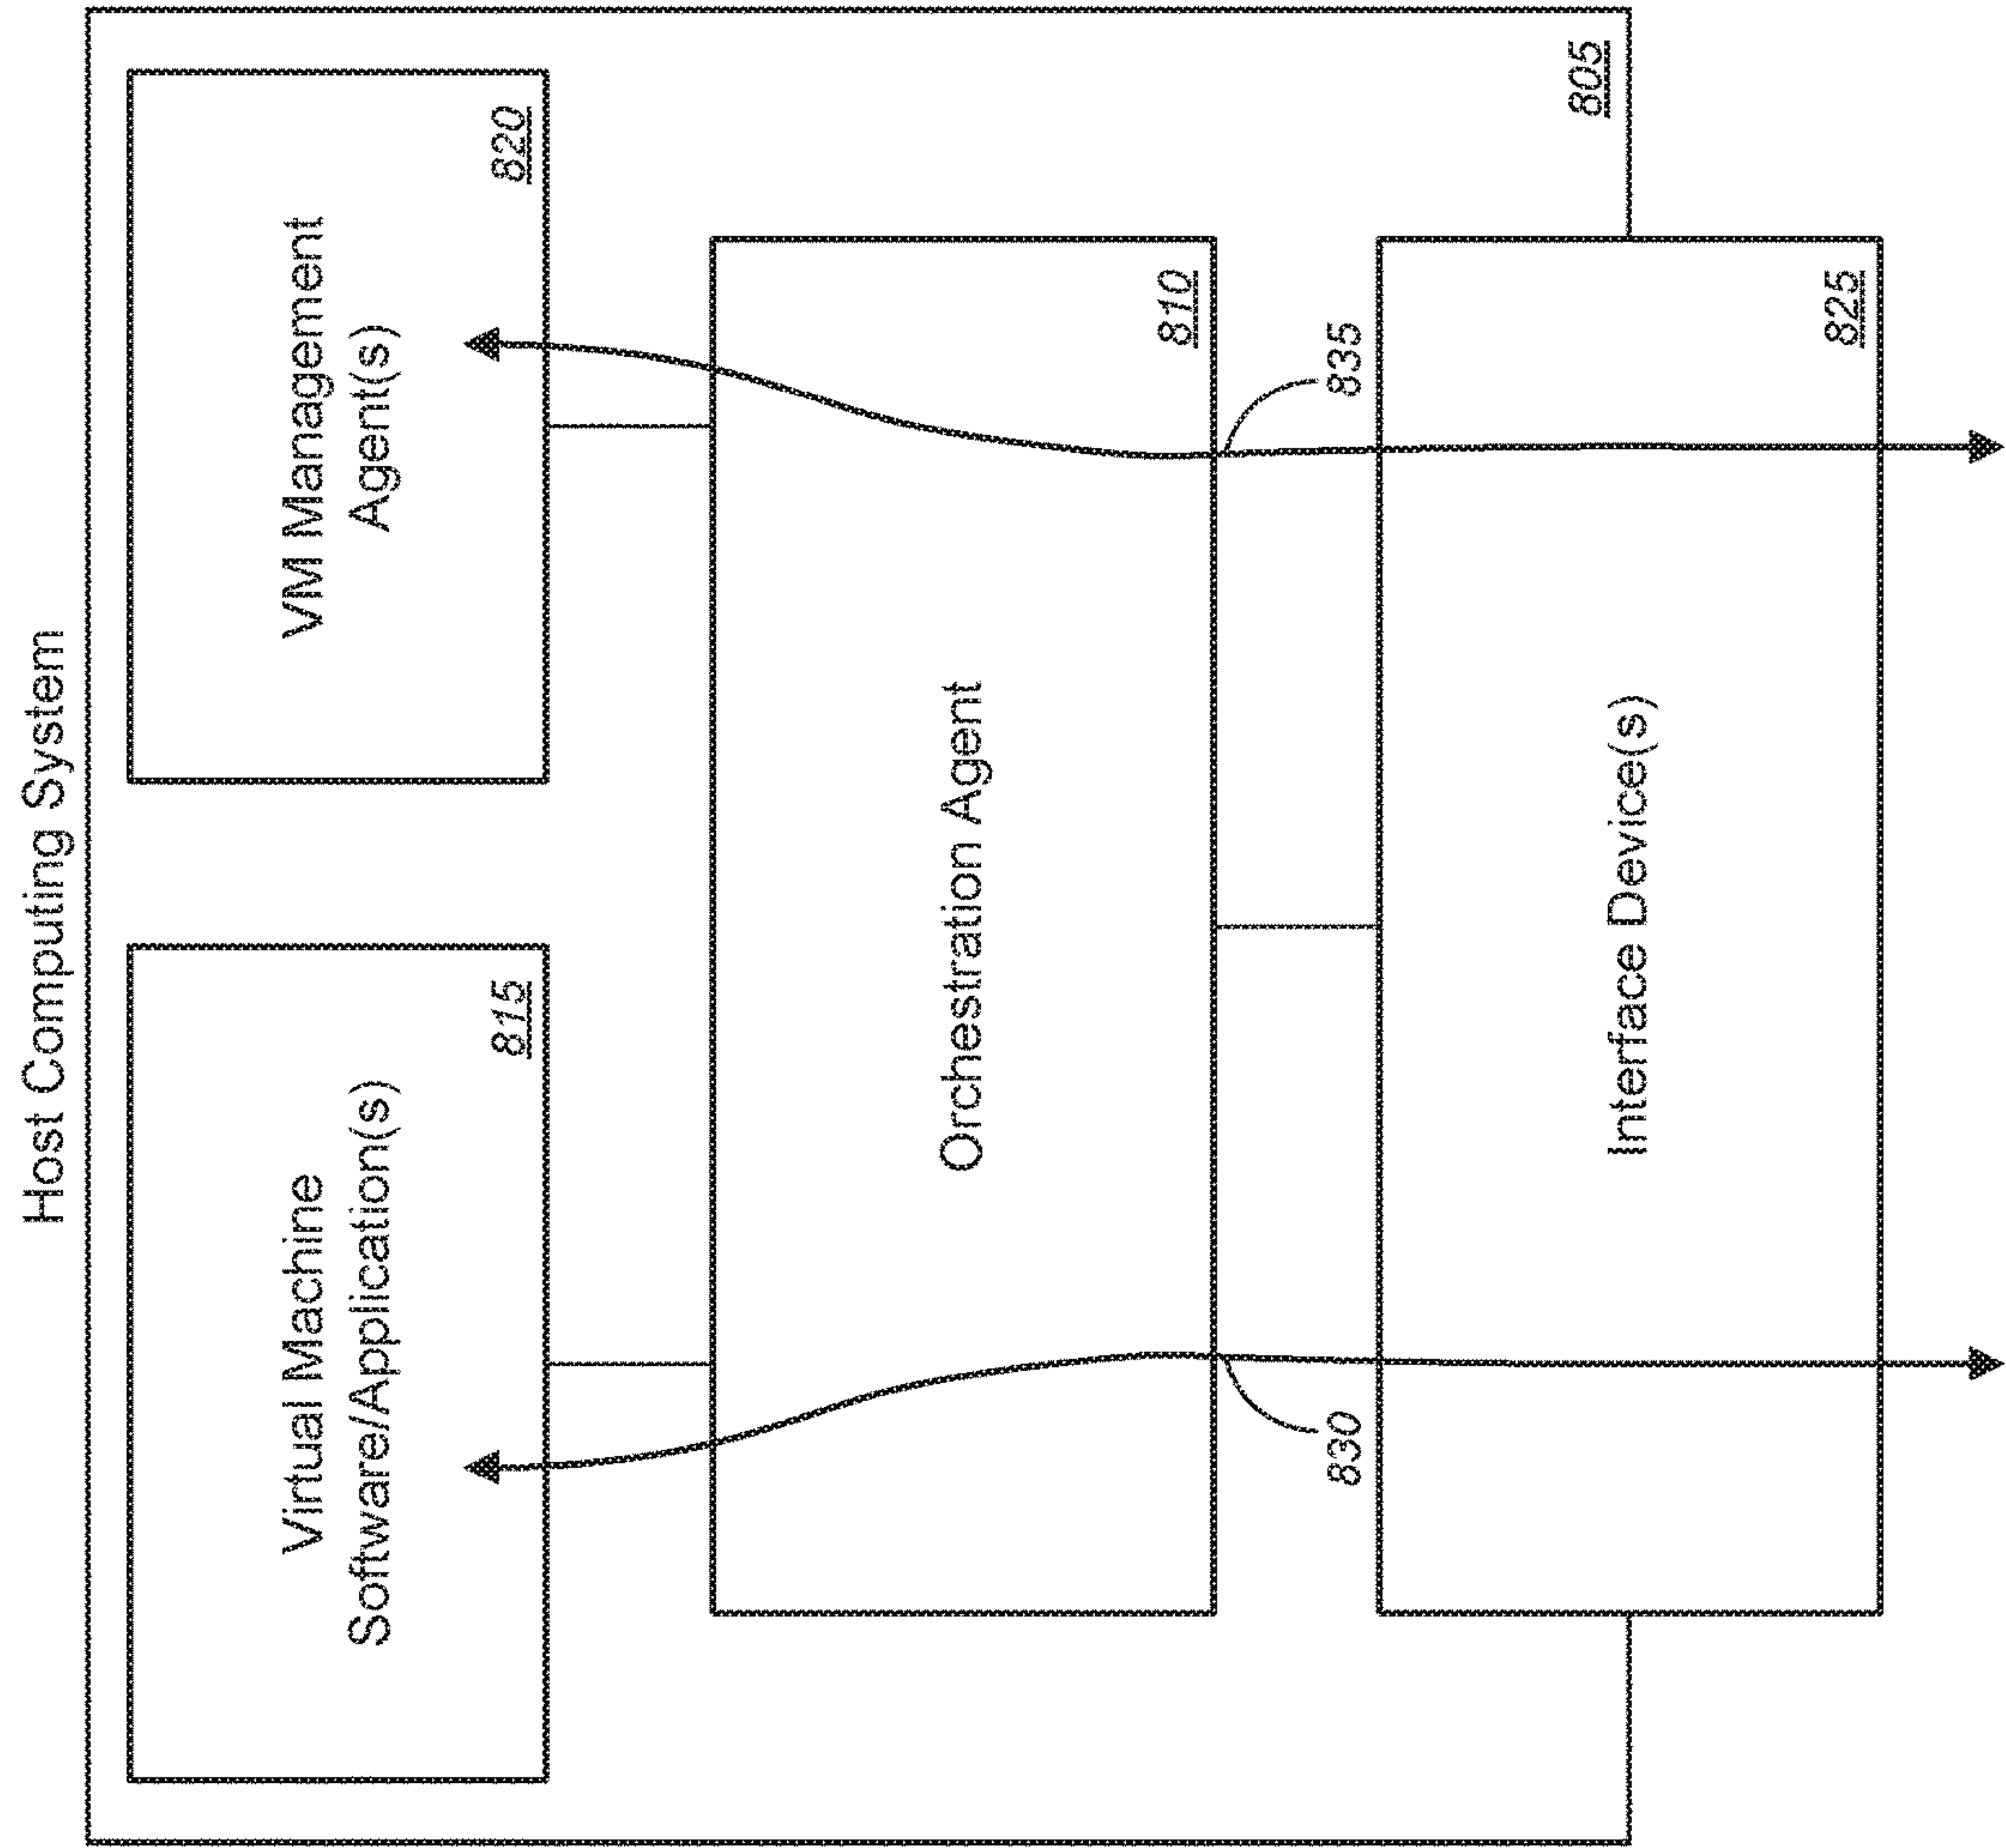 Host Computing System
Virtual Machine
Software/Application(s)
815
VM Management
Agent(s)
820
Orchestration Agent
810
830
835
Interface Device(s)
825
805